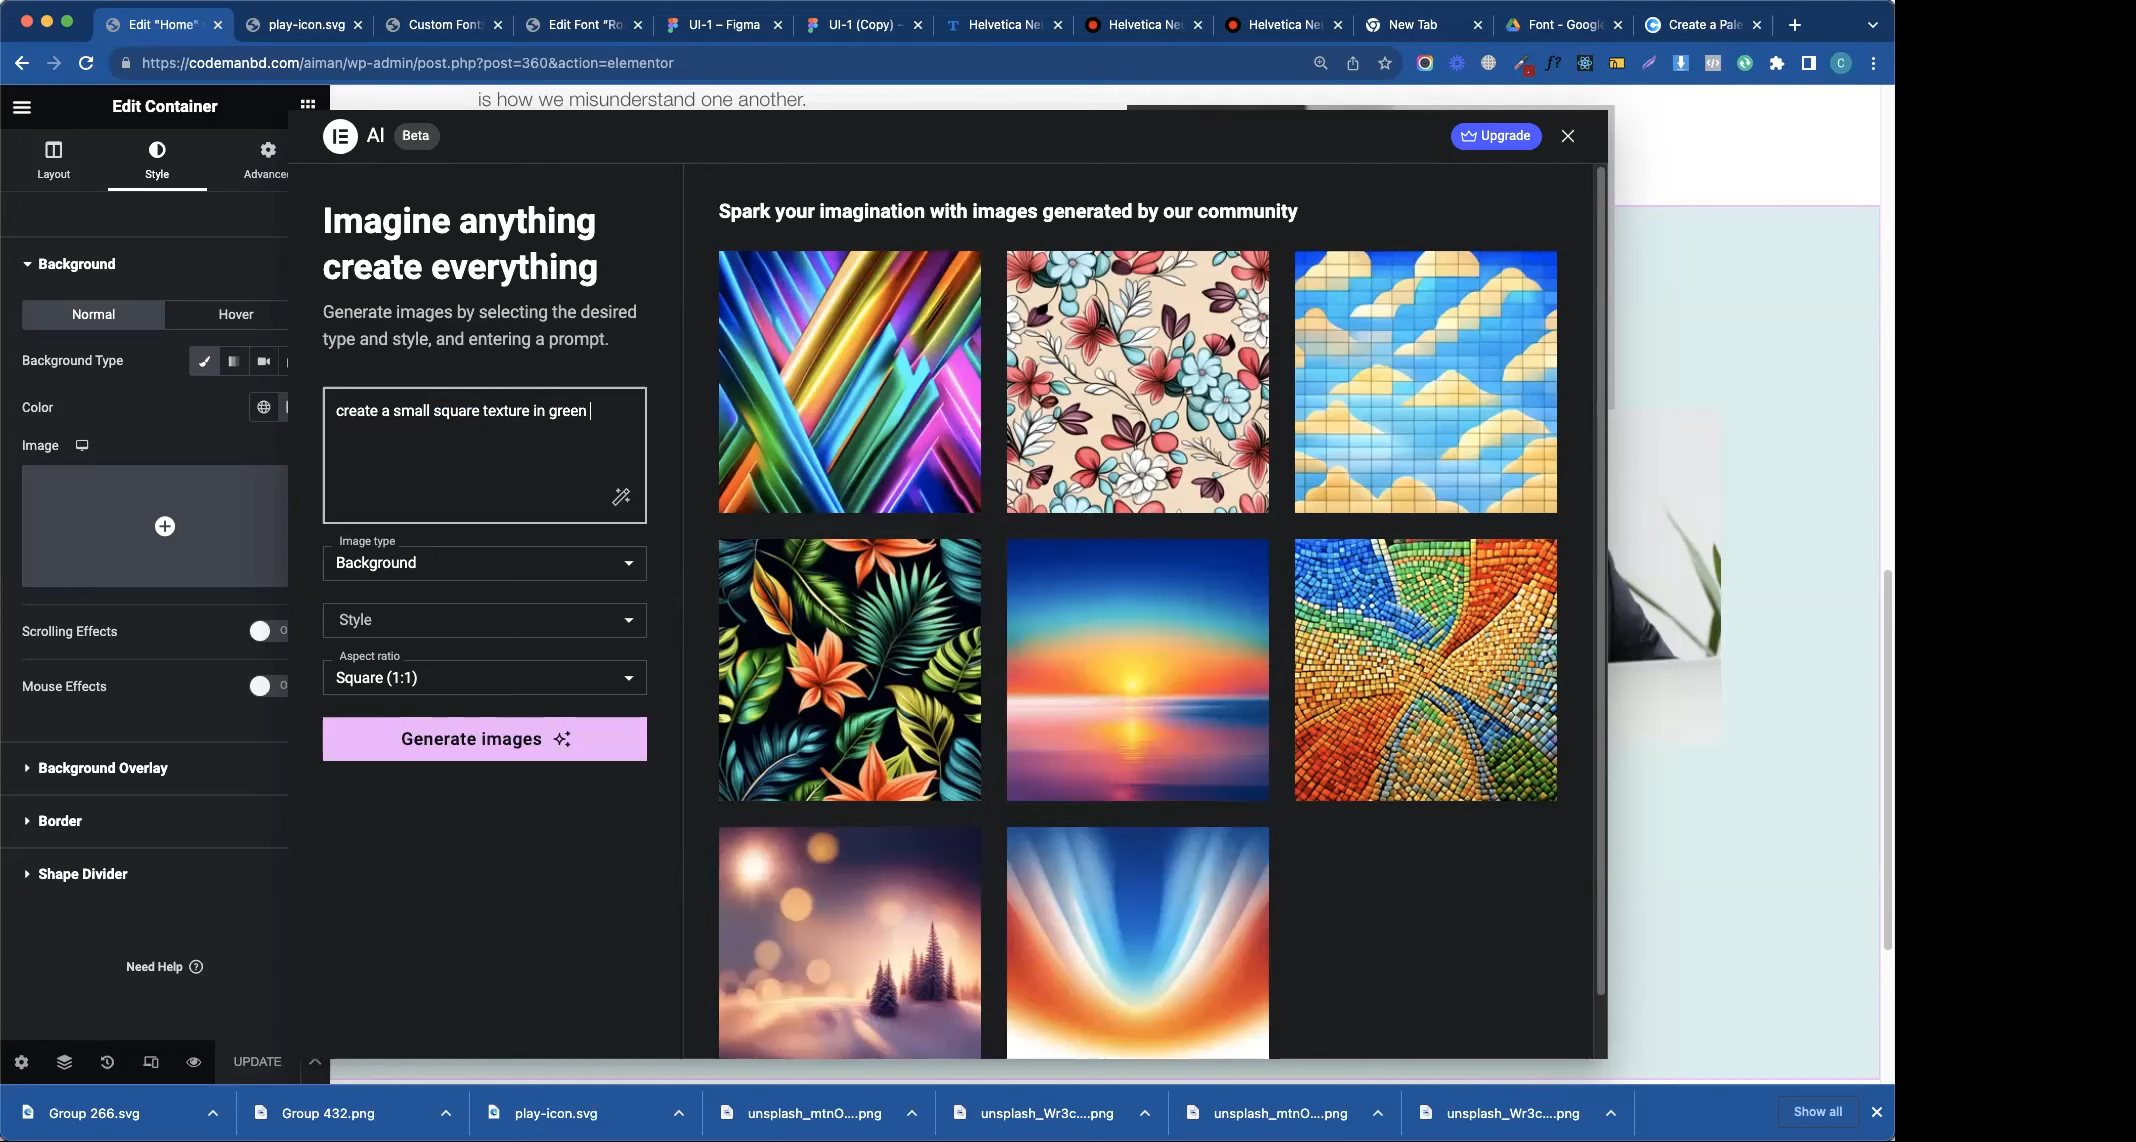 Edit "Home"
play-icon.svg
Custom Font
Edit Font "Ro
UI-1 – Figma
UI-1 (Copy) –
Helvetica Ne
Helvetica Ne
Helvetica Ne
New Tab
Font - Google
Create a Pale
https://codemanbd.com/aiman/wp-admin/post.php?post=360&action=elementor
f?
C
is how we misunderstand one another.
Edit Container
AI
Beta
Upgrade
Layout
Style
Advance
Imagine anything
create everything
Generate images by selecting the desired
type and style, and entering a prompt.
Spark your imagination with images generated by our community
Background
Normal
Hover
Background Type
Color
Image
create a small square texture in green
Image type
Background
Style
Aspect ratio
Square (1:1)
Generate images
Scrolling Effects
Mouse Effects
Background Overlay
Border
Shape Divider
Need Help
UPDATE
Group 266.svg
Group 432.png
play-icon.svg
unsplash_mtnO....png
unsplash_Wr3c....png
unsplash_mtnO....png
unsplash_Wr3c....png
Show all